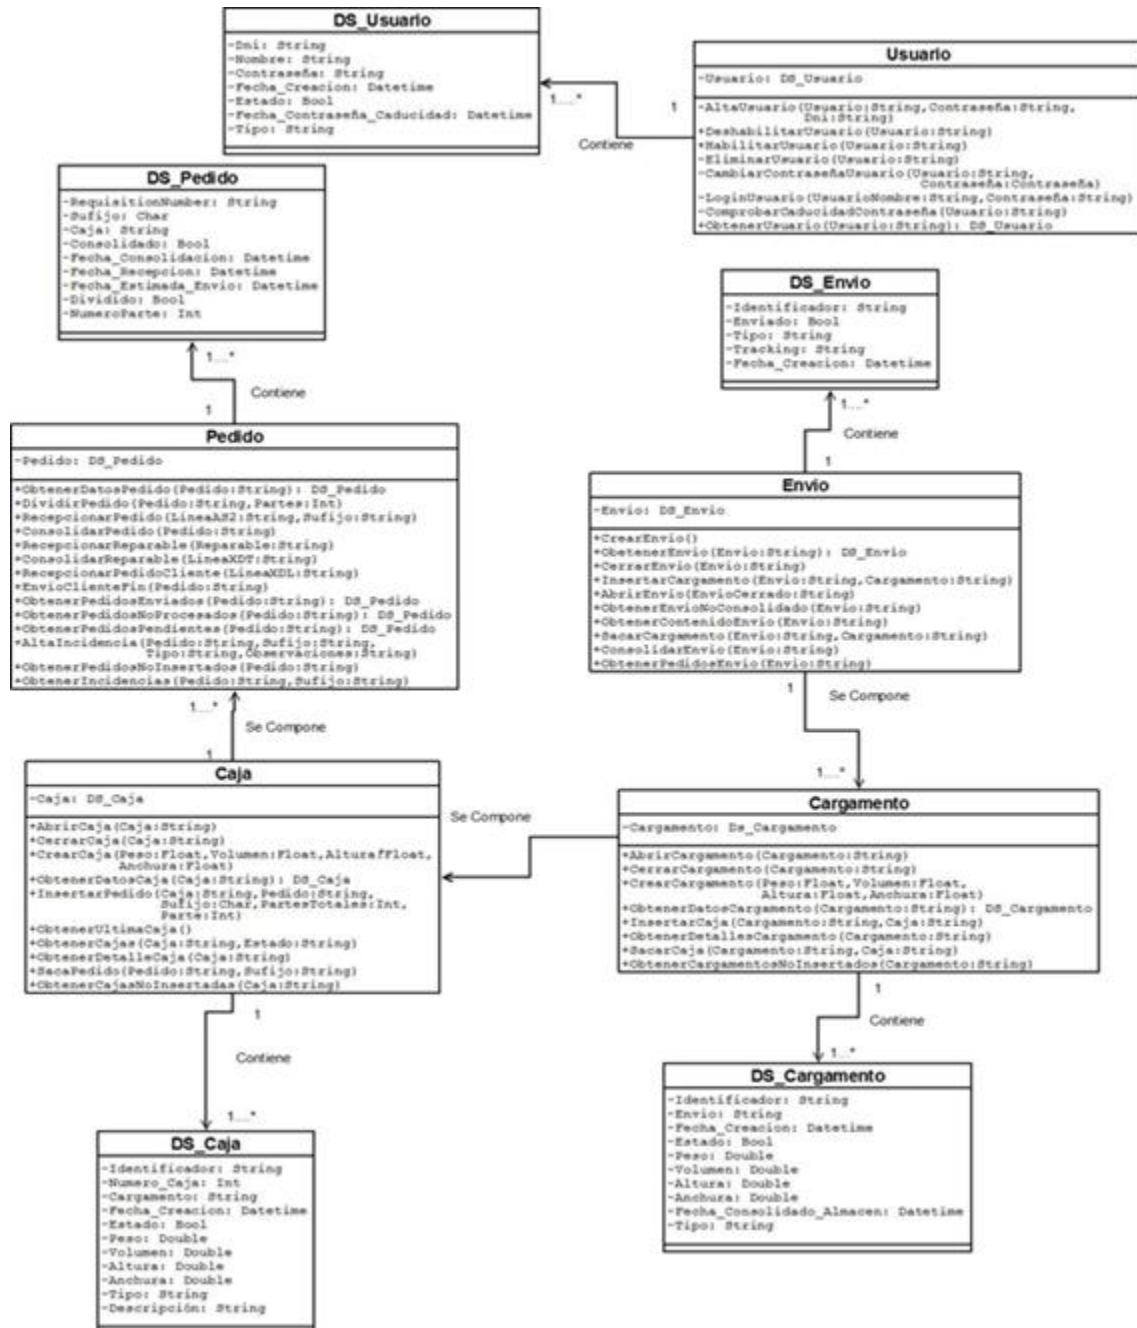 DS_Usuario
-Dni: String
-Nombre: String
-Contraseña: String
-Fecha_Creacion: Datetime
-Estado: Bool
-Fecha_Contraseña_Caducidad: Datetime
-Tipo: String
1....*
Contiene
1
Usuario
-Usuario: DS_Usuario
-AltaUsuario(Usuario:String,Contraseña:String,
Dni:String)
+DeshabilitarUsuario(Usuario:String)
+HabilitarUsuario(Usuario:String)
-EliminarUsuario(Usuario:String)
-CambiarContraseñaUsuario(Usuario:String,
Contraseña:Contraseña)
-LoginUsuario(UsuarioNombre:String,Contraseña:String)
-ComprobarCaducidadContraseña(Usuario:String)
+ObtenerUsuario(Usuario:String): DS_Usuario
DS_Pedido
-RequisitionNumber: String
-Sufijo: Char
-Caja: String
-Consolidado: Bool
-Fecha_Consolidacion: Datetime
-Fecha_Recepcion: Datetime
-Fecha_Estimada_Envio: Datetime
-Dividido: Bool
-NumeroParte: Int
1....*
Contiene
1
Pedido
-Pedido: DS_Pedido
+ObtenerDatosPedido(Pedido:String): DS_Pedido
+DividirPedido(Pedido:String,Partes:Int)
+RecepcionarPedido(LineaAS2:String,Sufijo:String)
+ConsolidarPedido(Pedido:String)
+RecepcionarReparable(Reparable:String)
+ConsolidarReparable(LineaXDT:String)
+RecepcionarPedidoCliente(LineaXDL:String)
+EnvioClienteFin(Pedido:String)
+ObtenerPedidosEnviados(Pedido:String): DS_Pedido
+ObtenerPedidosNoProcesados(Pedido:String): DS_Pedido
+ObtenerPedidosPendientes(Pedido:String): DS_Pedido
+AltaIncidencia(Pedido:String,Sufijo:String,
Tipo:String,Observaciones:String)
+ObtenerPedidosNoInsertados(Pedido:String)
+ObtenerIncidencias(Pedido:String,Sufijo:String)
1....*
Se Compone
1
DS_Envio
-Identificador: String
-Enviado: Bool
-Tipo: String
-Tracking: String
-Fecha_Creacion: Datetime
1....*
Contiene
1
Envio
-Envio: DS_Envio
+CrearEnvio()
+ObetenerEnvio(Envio:String): DS_Envio
+CerrarEnvio(Envio:String)
+InsertarCargamento(Envio:String,Cargamento:String)
+AbrirEnvio(EnvioCerrado:String)
+ObtenerEnvioNoConsolidado(Envio:String)
+ObtenerContenidoEnvio(Envio:String)
+SacarCargamento(Envio:String,Cargamento:String)
+ConsolidarEnvio(Envio:String)
+ObtenerPedidosEnvio(Envio:String)
1
Se Compone
1....*
Caja
-Caja: DS_Caja
+AbrirCaja(Caja:String)
+CerrarCaja(Caja:String)
+CrearCaja(Peso:Float,Volumen:Float,AlturafFloat,
Anchura:Float)
+ObtenerDatosCaja(Caja:String): DS_Caja
+InsertarPedido(Caja:String,Pedido:String,
Sufijo:Char,PartesTotales:Int,
Parte:Int)
+ObtenerUltimaCaja()
+ObtenerCajas(Caja:String,Estado:String)
+ObtenerDetalleCaja(Caja:String)
+SacaPedido(Pedido:String,Sufijo:String)
+ObtenerCajasNoInsertadas(Caja:String)
Se Compone
Cargamento
-Cargamento: Ds_Cargamento
+AbrirCargamento(Cargamento:String)
+CerrarCargamento(Cargamento:String)
+CrearCargamento(Peso:Float,Volumen:Float,
Altura:Float,Anchura:Float)
+ObtenerDatosCargamento(Cargamento:String): DS_Cargamento
+InsertarCaja(Cargamento:String,Caja:String)
+ObtenerDetallesCargamento(Cargamento:String)
+SacarCaja(Cargamento:String,Caja:String)
+ObtenerCargamentosNoInsertados(Cargamento:String)
1
Contiene
1....*
1
Contiene
1....*
DS_Caja
-Identificador: String
-Numero_Caja: Int
-Cargamento: String
-Fecha_Creacion: Datetime
-Estado: Bool
-Peso: Double
-Volumen: Double
-Altura: Double
-Anchura: Double
-Tipo: String
-Descripción: String
DS_Cargamento
-Identificador: String
-Envio: String
-Fecha_Creacion: Datetime
-Estado: Bool
-Peso: Double
-Volumen: Double
-Altura: Double
-Anchura: Double
-Fecha_Consolidado_Almacen: Datetime
-Tipo: String